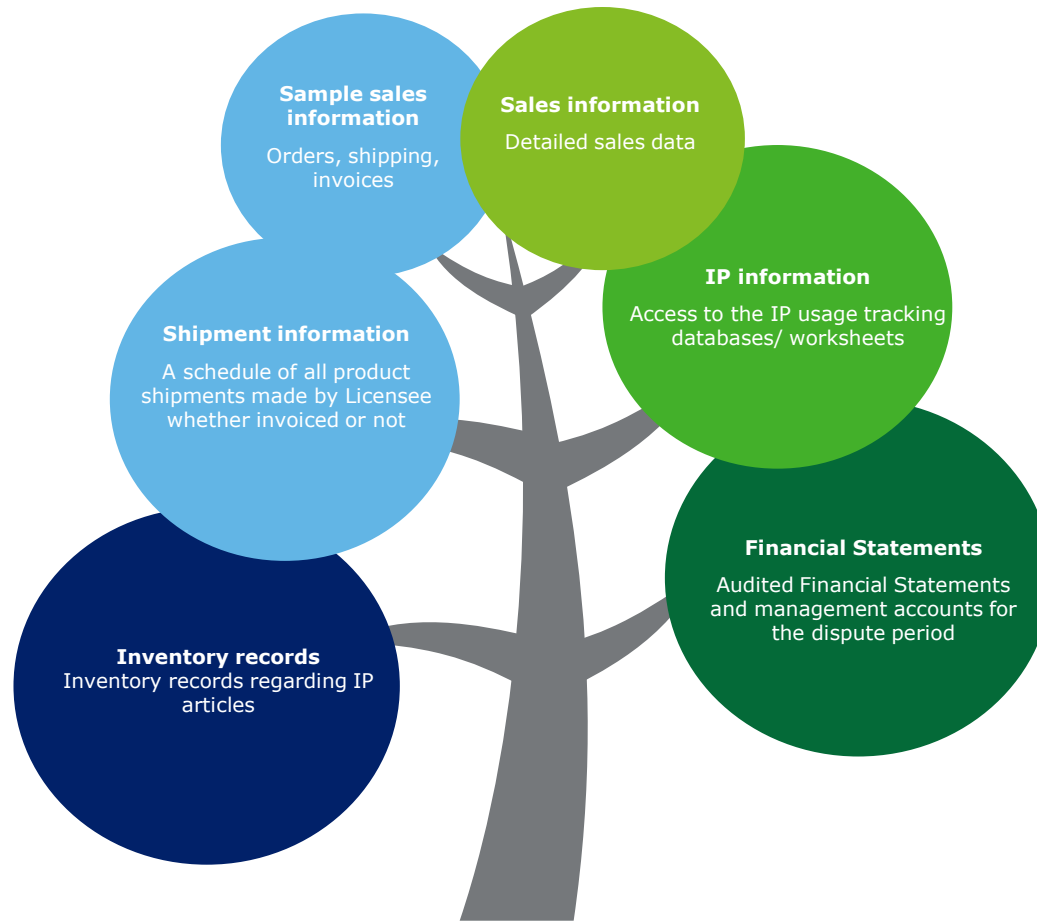 Sample sales
information
Orders, shipping,
invoices
Sales information
Detailed sales data
IP information
Access to the IP usage tracking
databases/ worksheets
Shipment information
A schedule of all product
shipments made by Licensee
whether invoiced or not
Financial Statements
Audited Financial Statements
and management accounts for
the dispute period
Inventory records
Inventory records regarding IP
articles